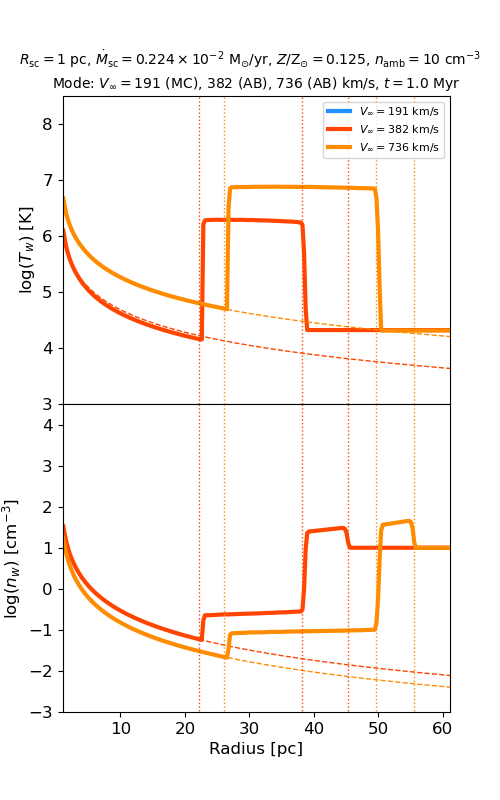 R_sc = 1 pc, Ṁ_sc = 0.224 × 10⁻² M_⊙/yr, Z/Z_⊙ = 0.125, n_amb = 10 cm⁻³
Mode: V_∞ = 191 (MC), 382 (AB), 736 (AB) km/s, t = 1.0 Myr
V_∞ = 191 km/s
V_∞ = 382 km/s
V_∞ = 736 km/s
log(T_w) [K]
8
7
6
5
4
3
log(n_w) [cm⁻³]
4
3
2
1
0
−1
−2
−3
10
20
30
40
50
60
Radius [pc]